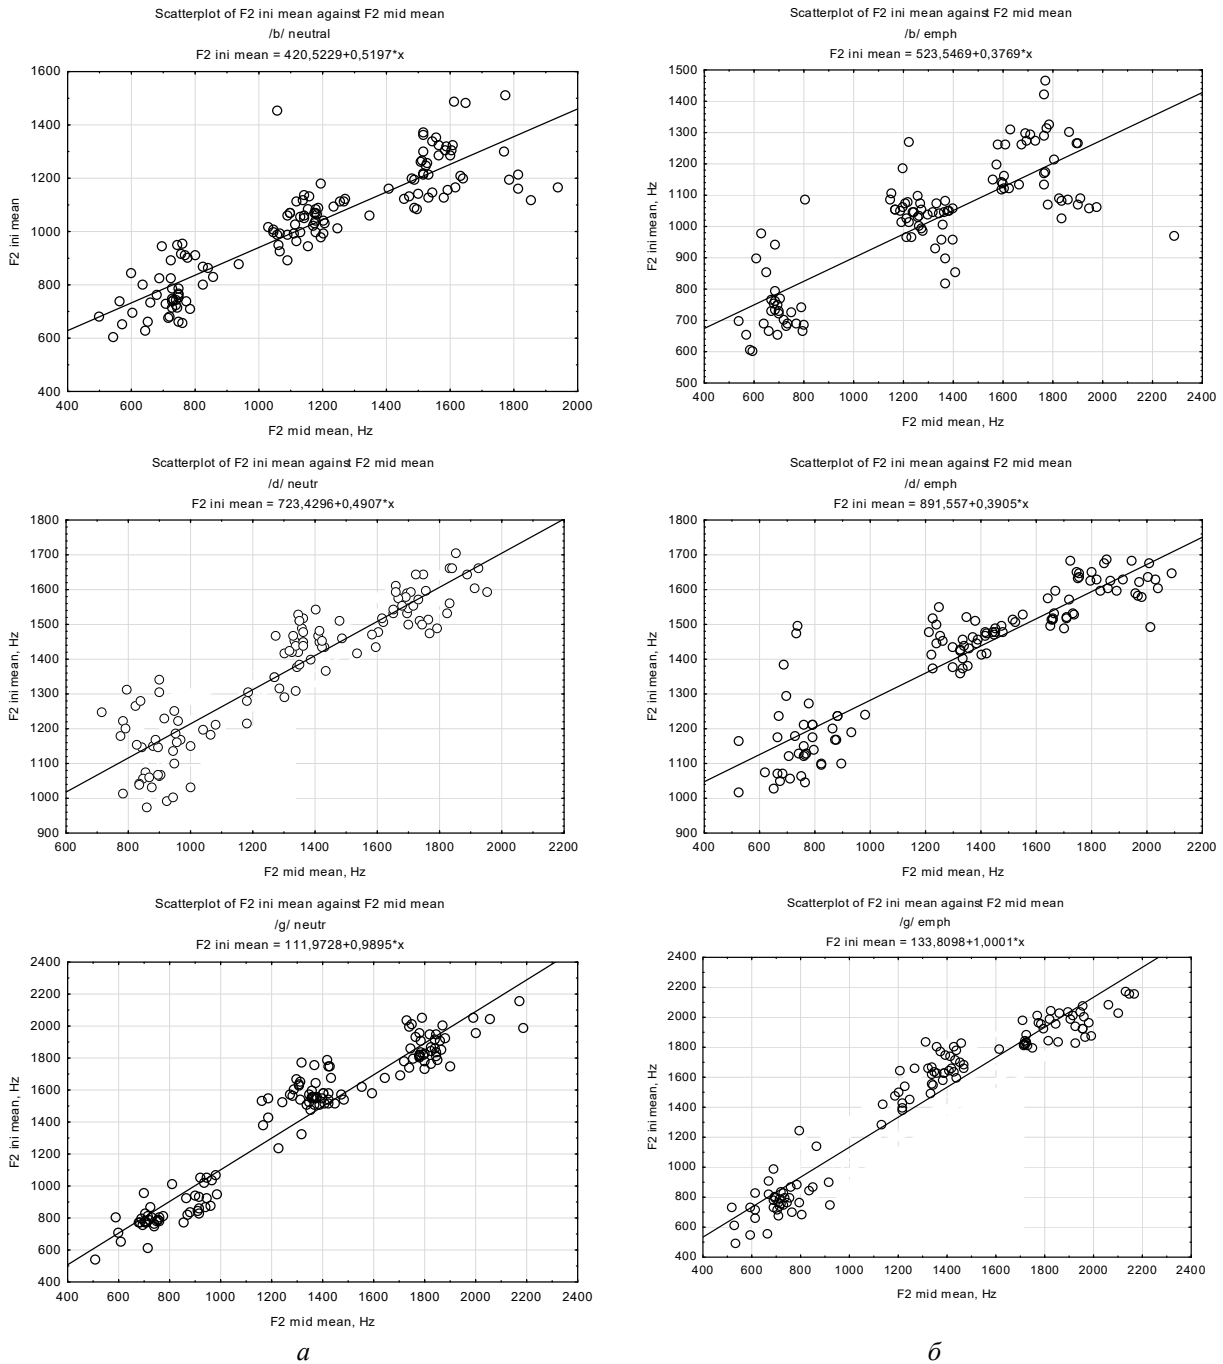 Scatterplot of F2 ini mean against F2 mid mean
/b/ neutral
F2 ini mean = 420,5229+0,5197*x
1600
1400
1200
1000
800
600
400
F2 ini mean
400 600 800 1000 1200 1400 1600 1800 2000
F2 mid mean, Hz
Scatterplot of F2 ini mean against F2 mid mean
/b/ emph
F2 ini mean = 523,5469+0,3769*x
1500
1400
1300
1200
1100
1000
900
800
700
600
500
F2 ini mean, Hz
400 600 800 1000 1200 1400 1600 1800 2000 2200 2400
F2 mid mean, Hz
Scatterplot of F2 ini mean against F2 mid mean
/d/ neutr
F2 ini mean = 723,4296+0,4907*x
1800
1700
1600
1500
1400
1300
1200
1100
1000
900
F2 ini mean, Hz
600 800 1000 1200 1400 1600 1800 2000 2200
F2 mid mean, Hz
Scatterplot of F2 ini mean against F2 mid mean
/d/ emph
F2 ini mean = 891,557+0,3905*x
1800
1700
1600
1500
1400
1300
1200
1100
1000
900
F2 ini mean, Hz
400 600 800 1000 1200 1400 1600 1800 2000 2200
F2 mid mean, Hz
Scatterplot of F2 ini mean against F2 mid mean
/g/ neutr
F2 ini mean = 111,9728+0,9895*x
2400
2200
2000
1800
1600
1400
1200
1000
800
600
400
F2 ini mean, Hz
400 600 800 1000 1200 1400 1600 1800 2000 2200 2400
F2 mid mean, Hz
Scatterplot of F2 ini mean against F2 mid mean
/g/ emph
F2 ini mean = 133,8098+1,0001*x
2400
2200
2000
1800
1600
1400
1200
1000
800
600
400
F2 ini mean, Hz
400 600 800 1000 1200 1400 1600 1800 2000 2200 2400
F2 mid mean, Hz
а
б